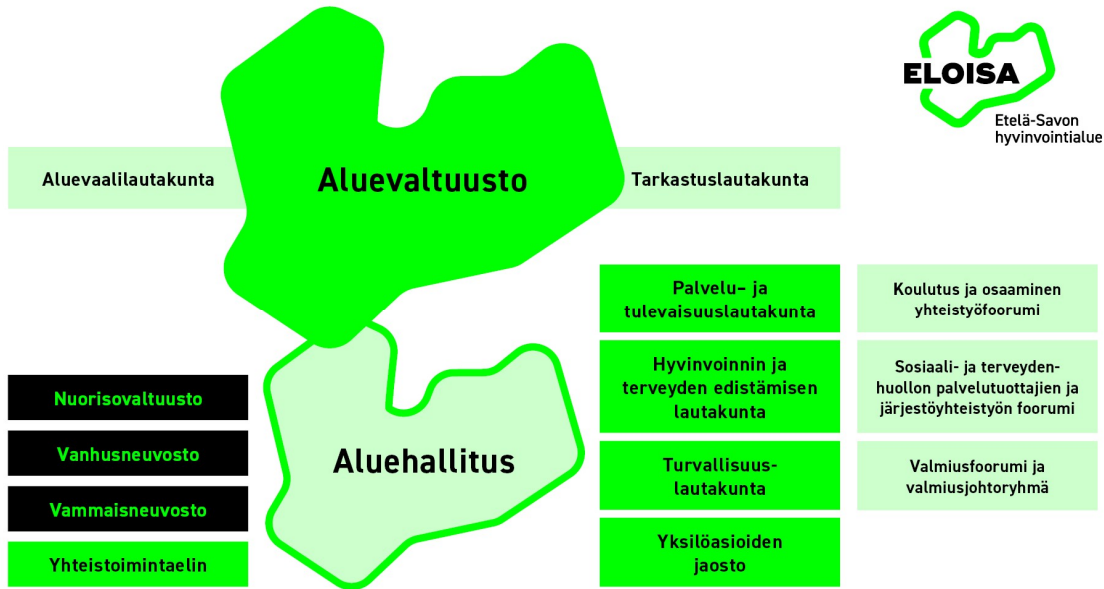 ELOISA
Etelä-Savon
hyvinvointialue
Aluevaalilautakunta
Aluevaltuusto
Tarkastuslautakunta
Palvelu- ja
tulevaisuuslautakunta
Koulutus ja osaaminen
yhteistyöfoorumi
Hyvinvoinnin ja
terveyden edistämisen
lautakunta
Sosiaali- ja terveyden-
huollon palvelutuottajien ja
järjestöyhteistyön foorumi
Nuorisovaltuusto
Vanhusneuvosto
Vammaisneuvosto
Yhteistoimintaelin
Aluehallitus
Turvallisuus-
lautakunta
Valmiusfoorumi ja
valmiusjohtoryhmä
Yksilöasioiden
jaosto